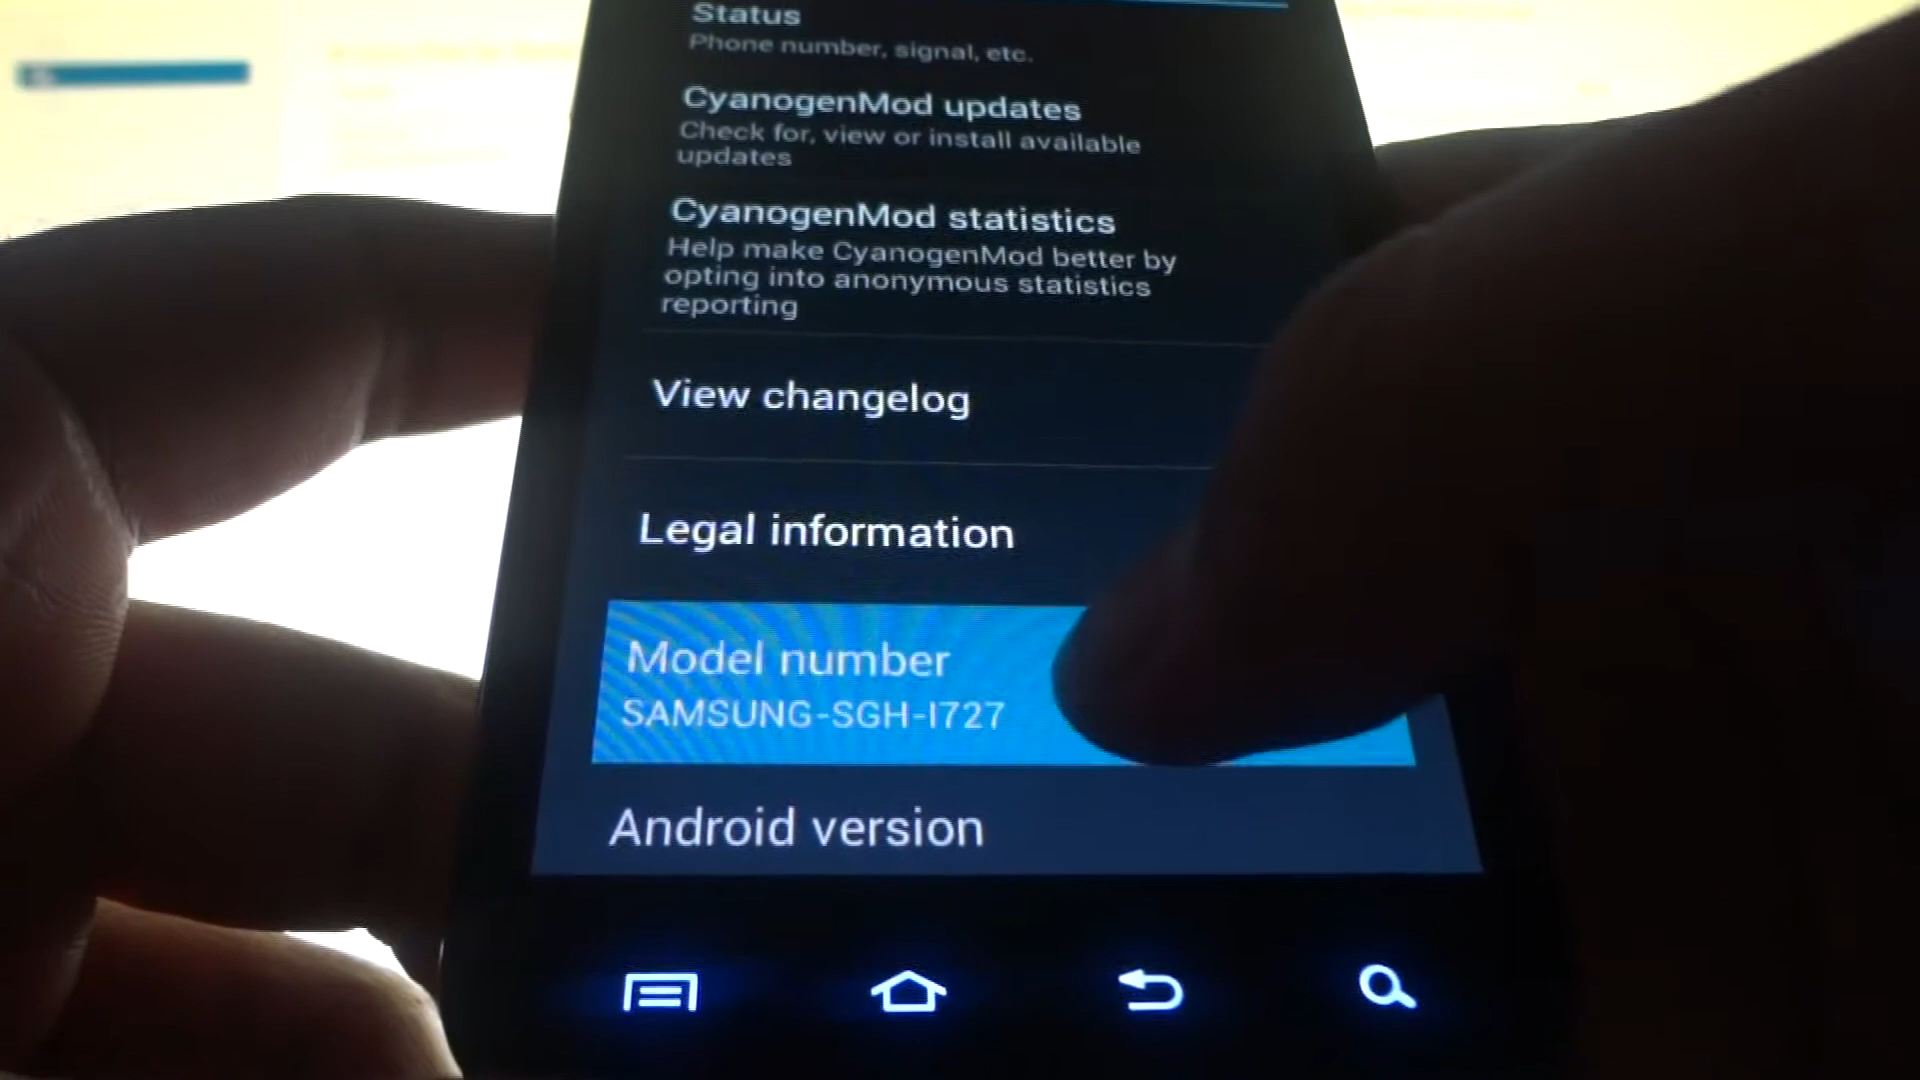 Status
Phone number, signal, etc.
CyanogenMod updates
Check for, view or install available
updates
CyanogenMod statistics
Help make CyanogenMod better by
opting into anonymous statistics
reporting
View changelog
Legal information
Model number
SAMSUNG-SGH-I727
Android version